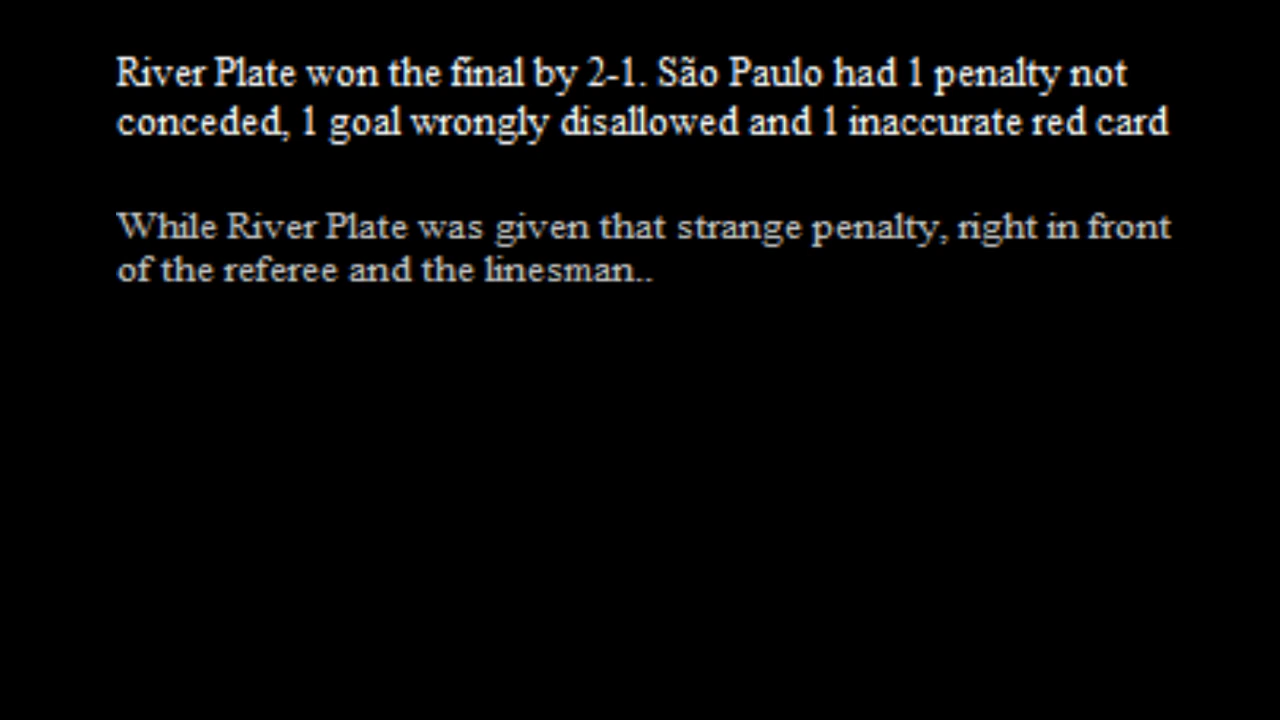 River Plate won the final by 2-1. São Paulo had 1 penalty not
conceded, 1 goal wrongly disallowed and 1 inaccurate red card
While River Plate was given that strange penalty, right in front
of the referee and the linesman..